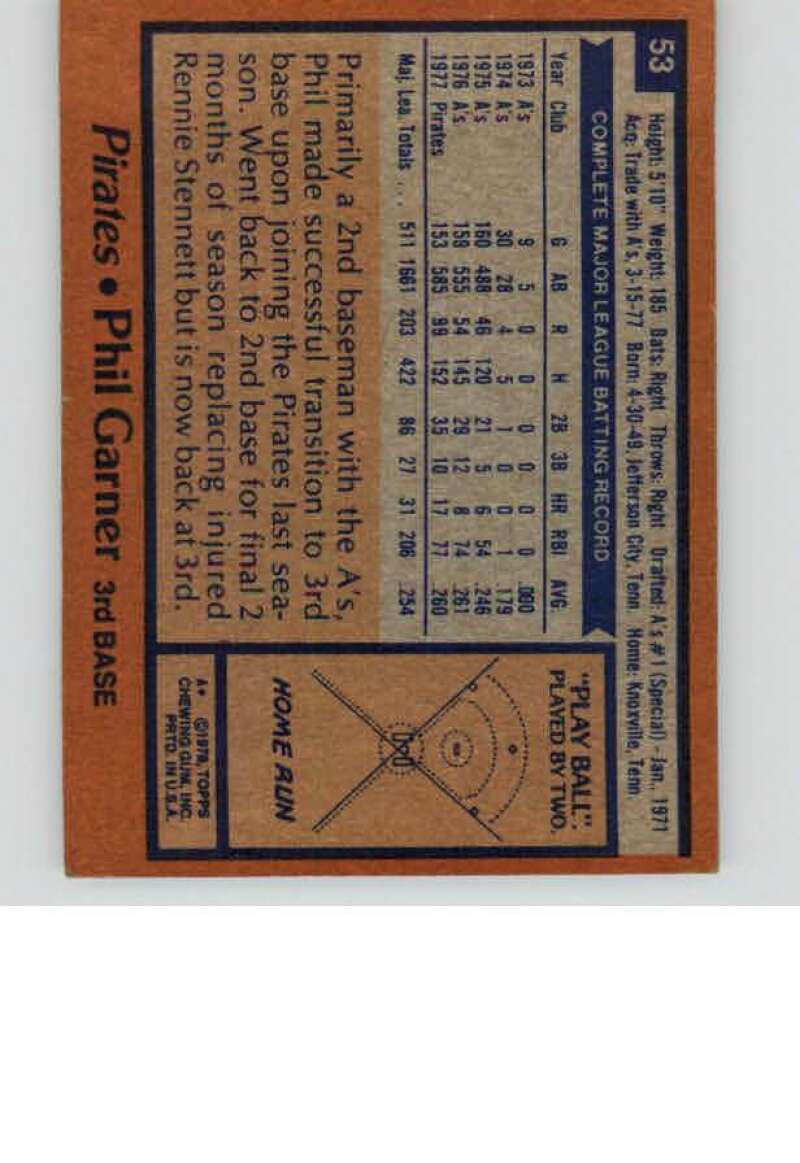 53
Height: 5'10" Weight: 185 Bats: Right Throws: Right Drafted: A's #1 (Special) - Jan., 1971
Acq: Trade with A's, 3-15-77 Born: 4-30-49, Jefferson City, Tenn. Home: Knoxville, Tenn.
COMPLETE MAJOR LEAGUE BATTING RECORD
Year Club G AB R H 2B 3B HR RBI AVG.
1973 A's 9 5 0 0 0 0 0 0 .000
1974 A's 30 28 4 5 1 0 0 1 .179
1975 A's 160 488 46 120 21 5 6 54 .246
1976 A's 159 555 54 145 29 12 8 74 .261
1977 Pirates 153 585 99 152 35 10 17 77 .260
Maj. Lea. Totals ... 511 1661 203 422 86 27 31 206 .254
Primarily a 2nd baseman with the A's,
Phil made successful transition to 3rd
base upon joining the Pirates last sea-
son. Went back to 2nd base for final 2
months of season replacing injured
Rennie Stennett but is now back at 3rd.
"PLAY BALL"
PLAYED BY TWO.
HOME RUN
A* ©1978, TOPPS
CHEWING GUM, INC.
PRTD. IN U.S.A.
Pirates • Phil Garner 3rd BASE